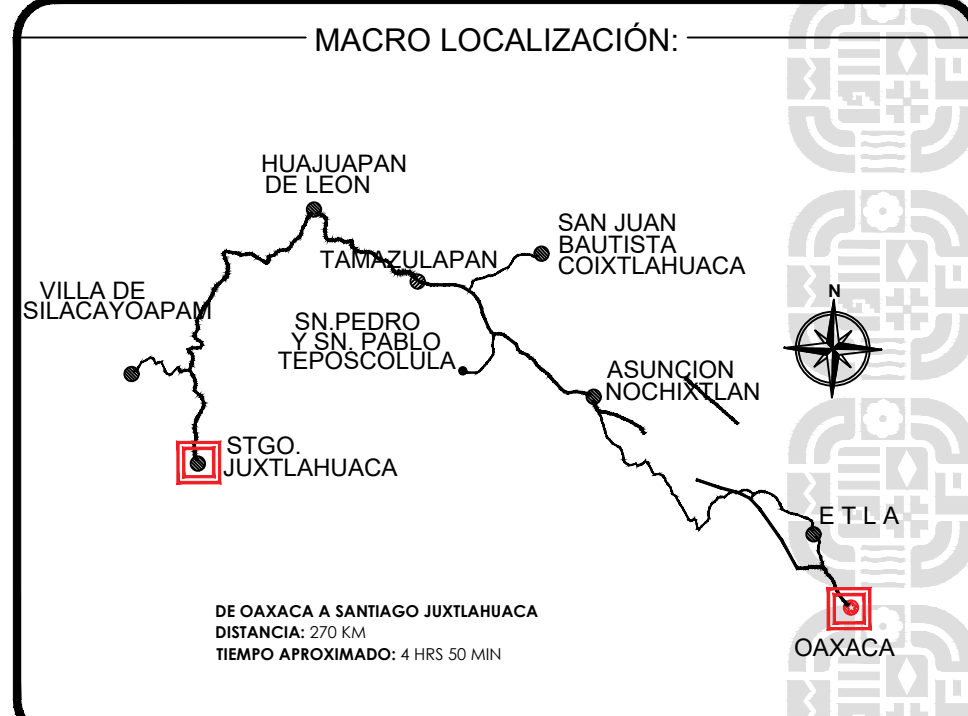 MACRO LOCALIZACIÓN:
HUAJUAPAN
DE LEON
SAN JUAN
BAUTISTA
COIXTLAHUACA
TAMAZULAPAN
VILLA DE
SILACAYOAPAM
N
SN.PEDRO
Y SN. PABLO
TEPOSCOLULA
ASUNCION
NOCHIXTLAN
STGO.
JUXTLAHUACA
E T L A
DE OAXACA A SANTIAGO JUXTLAHUACA
DISTANCIA: 270 KM
TIEMPO APROXIMADO: 4 HRS 50 MIN
OAXACA